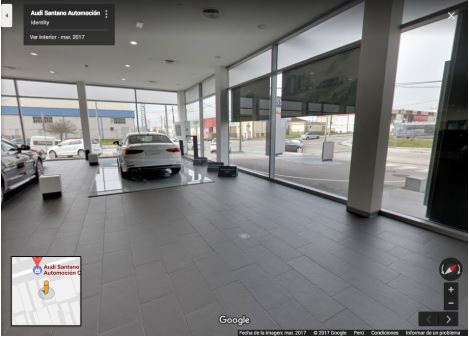 Audi Santano Automoción
Identity
Ver interior - mar. 2017
Audi Santano
Automoción C
Google
Fecha de la imagen: mar. 2017 © 2017 Google Perú Condiciones Informar de un problema